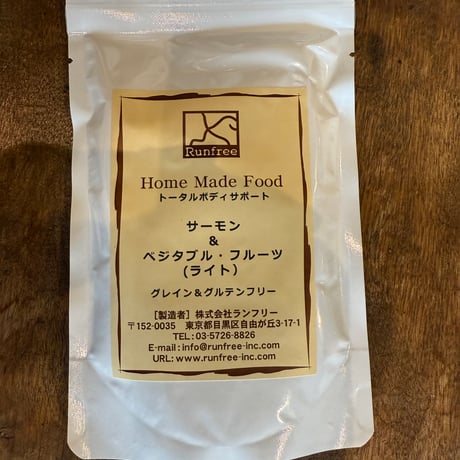 Runfree
Home Made Food
トータルボディサポート
サーモン
&
ベジタブル・フルーツ
(ライト)
グレイン&グルテンフリー
[製造者] 株式会社ランフリー
〒152-0035 東京都目黒区自由が丘3-17-1
TEL:03-5726-8826
E-mail:info@runfree-inc.com
URL:www.runfree-inc.com